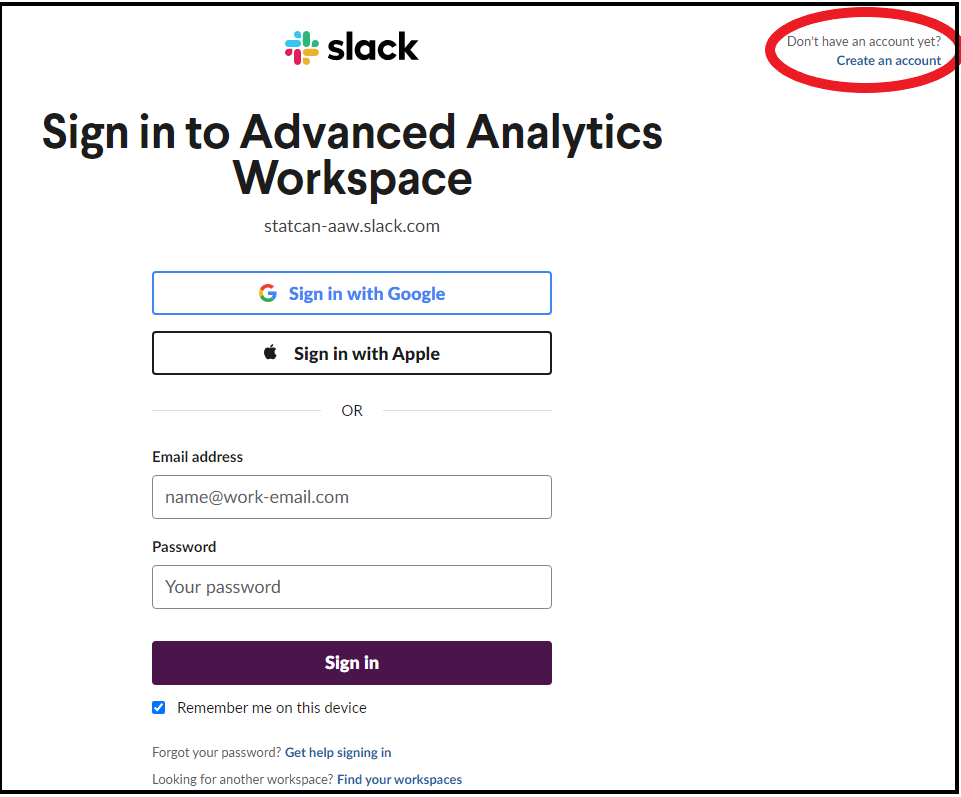 slack
Don't have an account yet?
Create an account
Sign in to Advanced Analytics
Workspace
statcan-aaw.slack.com
Sign in with Google
Sign in with Apple
OR
Email address
name@work-email.com
Password
Your password
Sign in
Remember me on this device
Forgot your password? Get help signing in
Looking for another workspace? Find your workspaces